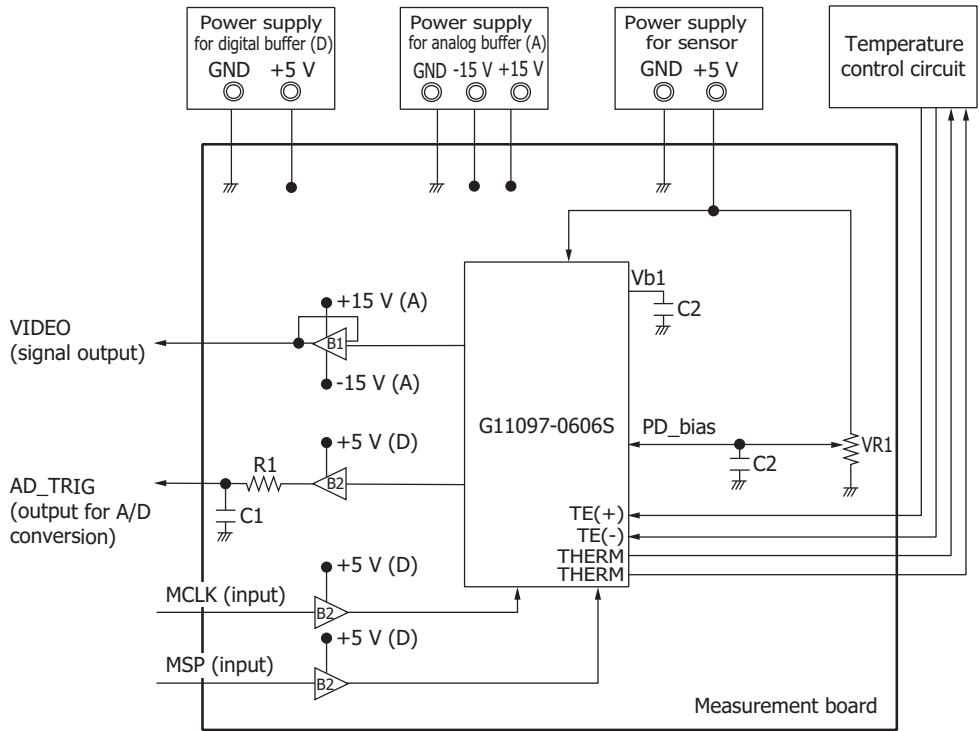 Power supply
for digital buffer (D)
GND +5 V
Power supply
for analog buffer (A)
GND -15 V +15 V
Power supply
for sensor
GND +5 V
Temperature
control circuit
Vb1
C2
+15 V (A)
B1
-15 V (A)
VIDEO
(signal output)
G11097-0606S
PD_bias
C2
VR1
+5 V (D)
R1
B2
AD_TRIG
(output for A/D
conversion)
C1
TE(+)
TE(-)
THERM
THERM
+5 V (D)
MCLK (input)
B2
+5 V (D)
MSP (input)
B2
Measurement board